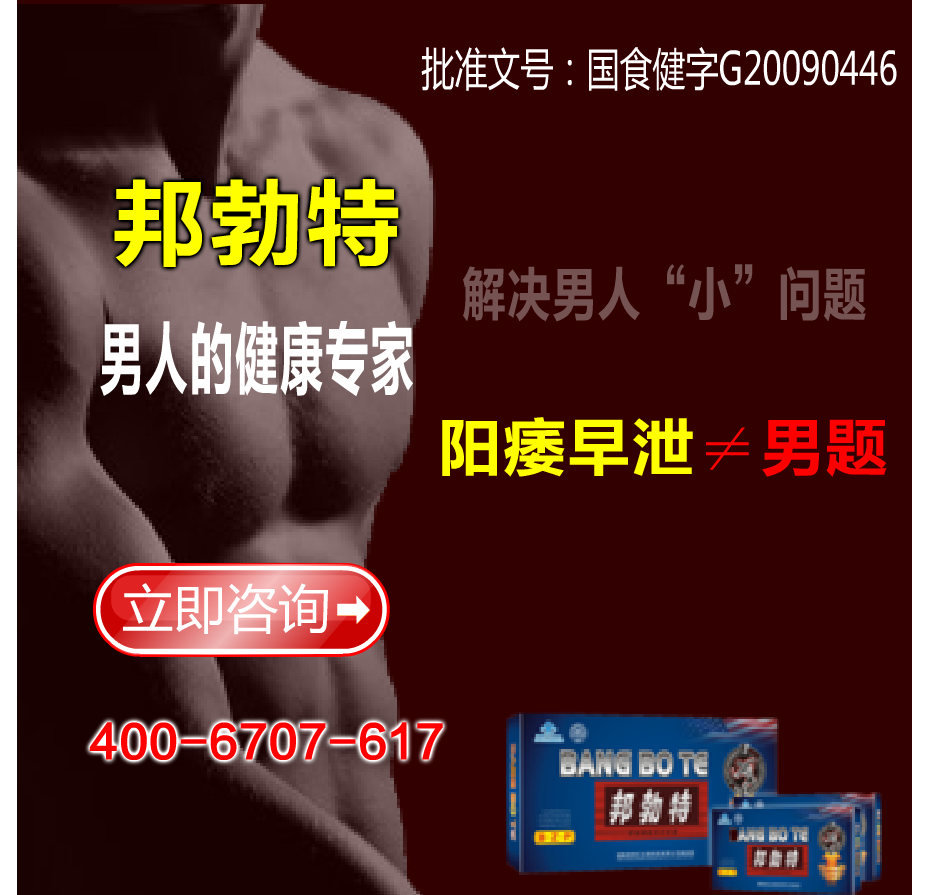 批准文号：国食健字G20090446
邦勃特
解决男人“小”问题
男人的健康专家
阳痿早泄≠男题
立即咨询
400-6707-617
BANG BO TE
邦勃特
BANG BO TE
邦勃特